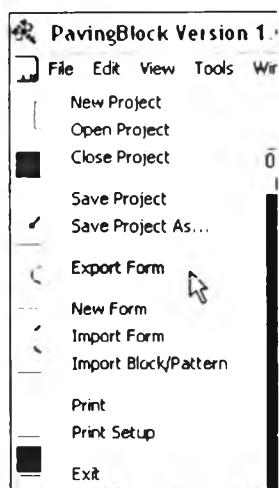 PavingBlock Version 1.
File Edit View Tools Wir
New Project
Open Project
Close Project
Save Project
Save Project As...
Export Form
New Form
Import Form
Import Block/Pattern
Print
Print Setup
Exit